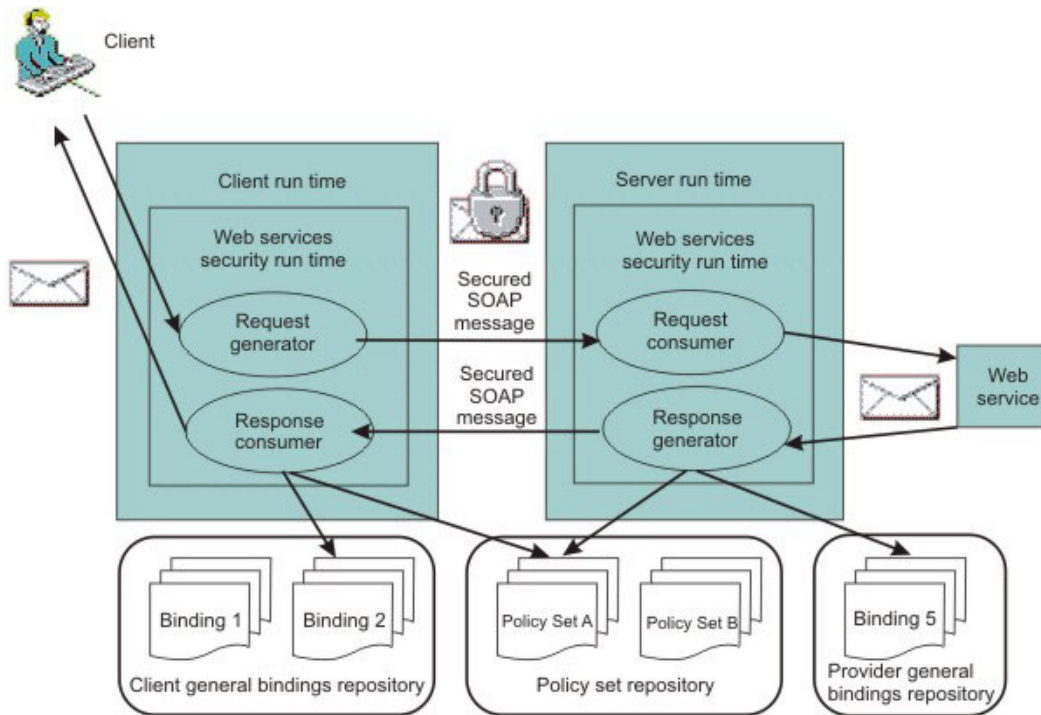 Client
Client run time
Server run time
Web services
security run time
Web services
security run time
Secured
SOAP
message
Request
generator
Request
consumer
Secured
SOAP
message
Web
service
Response
consumer
Response
generator
Binding 1
Binding 2
Policy Set A
Policy Set B
Binding 5
Client general bindings repository
Policy set repository
Provider general
bindings repository